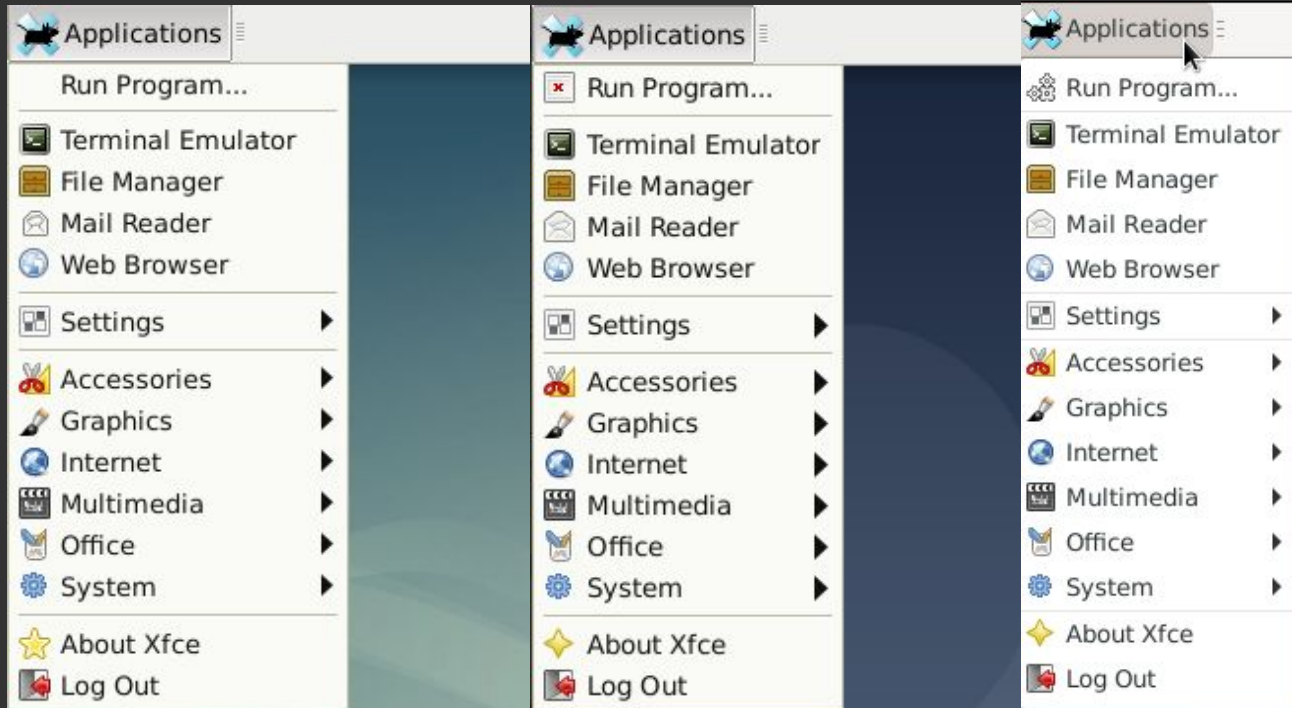 Applications
Run Program...
Terminal Emulator
File Manager
Mail Reader
Web Browser
Settings
Accessories
Graphics
Internet
Multimedia
Office
System
About Xfce
Log Out
Applications
Run Program...
Terminal Emulator
File Manager
Mail Reader
Web Browser
Settings
Accessories
Graphics
Internet
Multimedia
Office
System
About Xfce
Log Out
Applications
Run Program...
Terminal Emulator
File Manager
Mail Reader
Web Browser
Settings
Accessories
Graphics
Internet
Multimedia
Office
System
About Xfce
Log Out